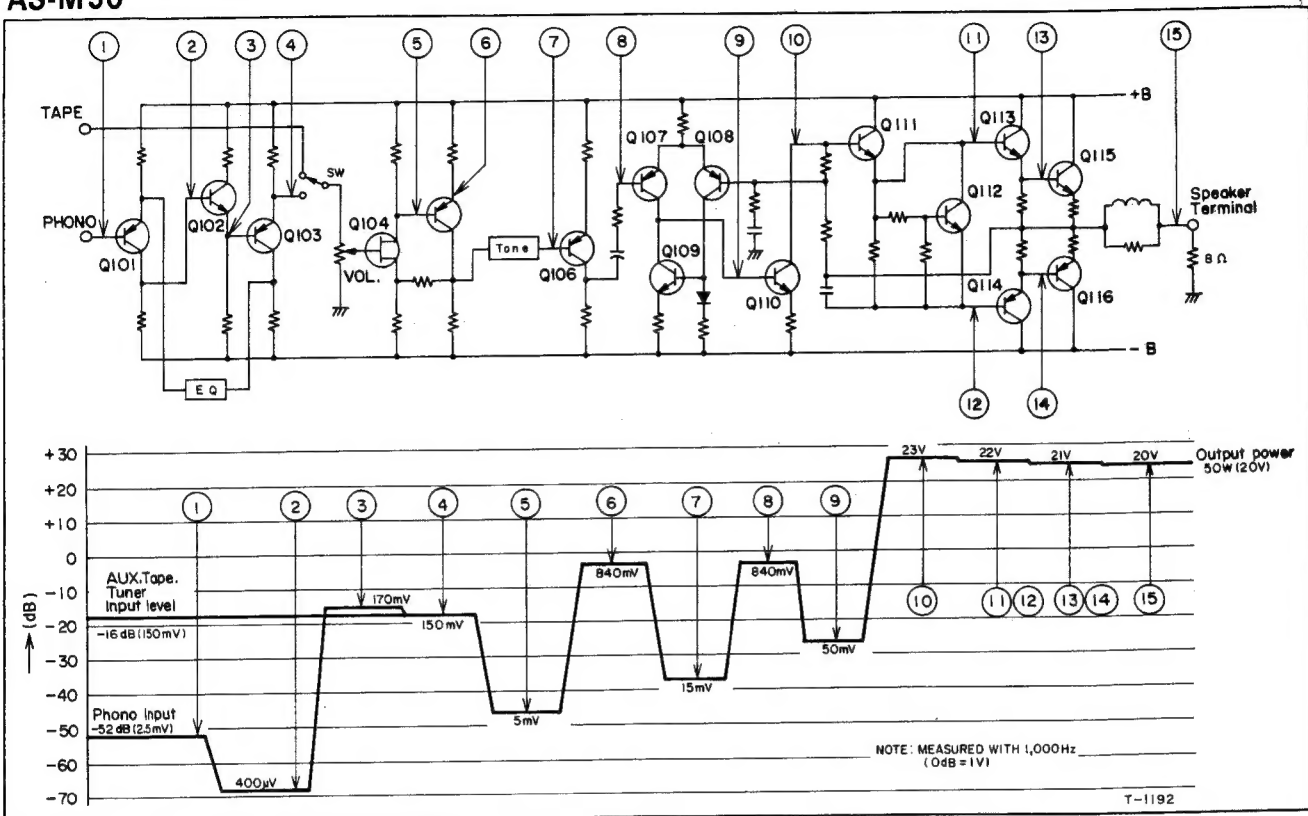 AS-M50
1 2 3 4 5 6 7 8 9 10 11 13 15
TAPE
+B
Q107 Q108
Q113
Q111
Q115
SW
Speaker Terminal
PHONO
Q102
Q104
Q112
Q103
Q109
Tone
Q106
8Ω
Q101
VOL.
Q110
Q114
Q116
-B
EQ
12 14
+30
23V 22V 21V 20V
Output power
50W (20V)
+20
1 2 3 4 5 6 7 8 9
+10
0
840mV 840mV
AUX.Tape.
Tuner
Input level
-10
170mV
10 11 12 13 14 15
-16 dB (150mV)
150mV
-20
(dB)
50mV
-30
15mV
-40
5mV
Phono Input
-52 dB (2.5mV)
-50
NOTE: MEASURED WITH 1,000Hz
(0dB = 1V)
-60
400μV
-70
T-1192